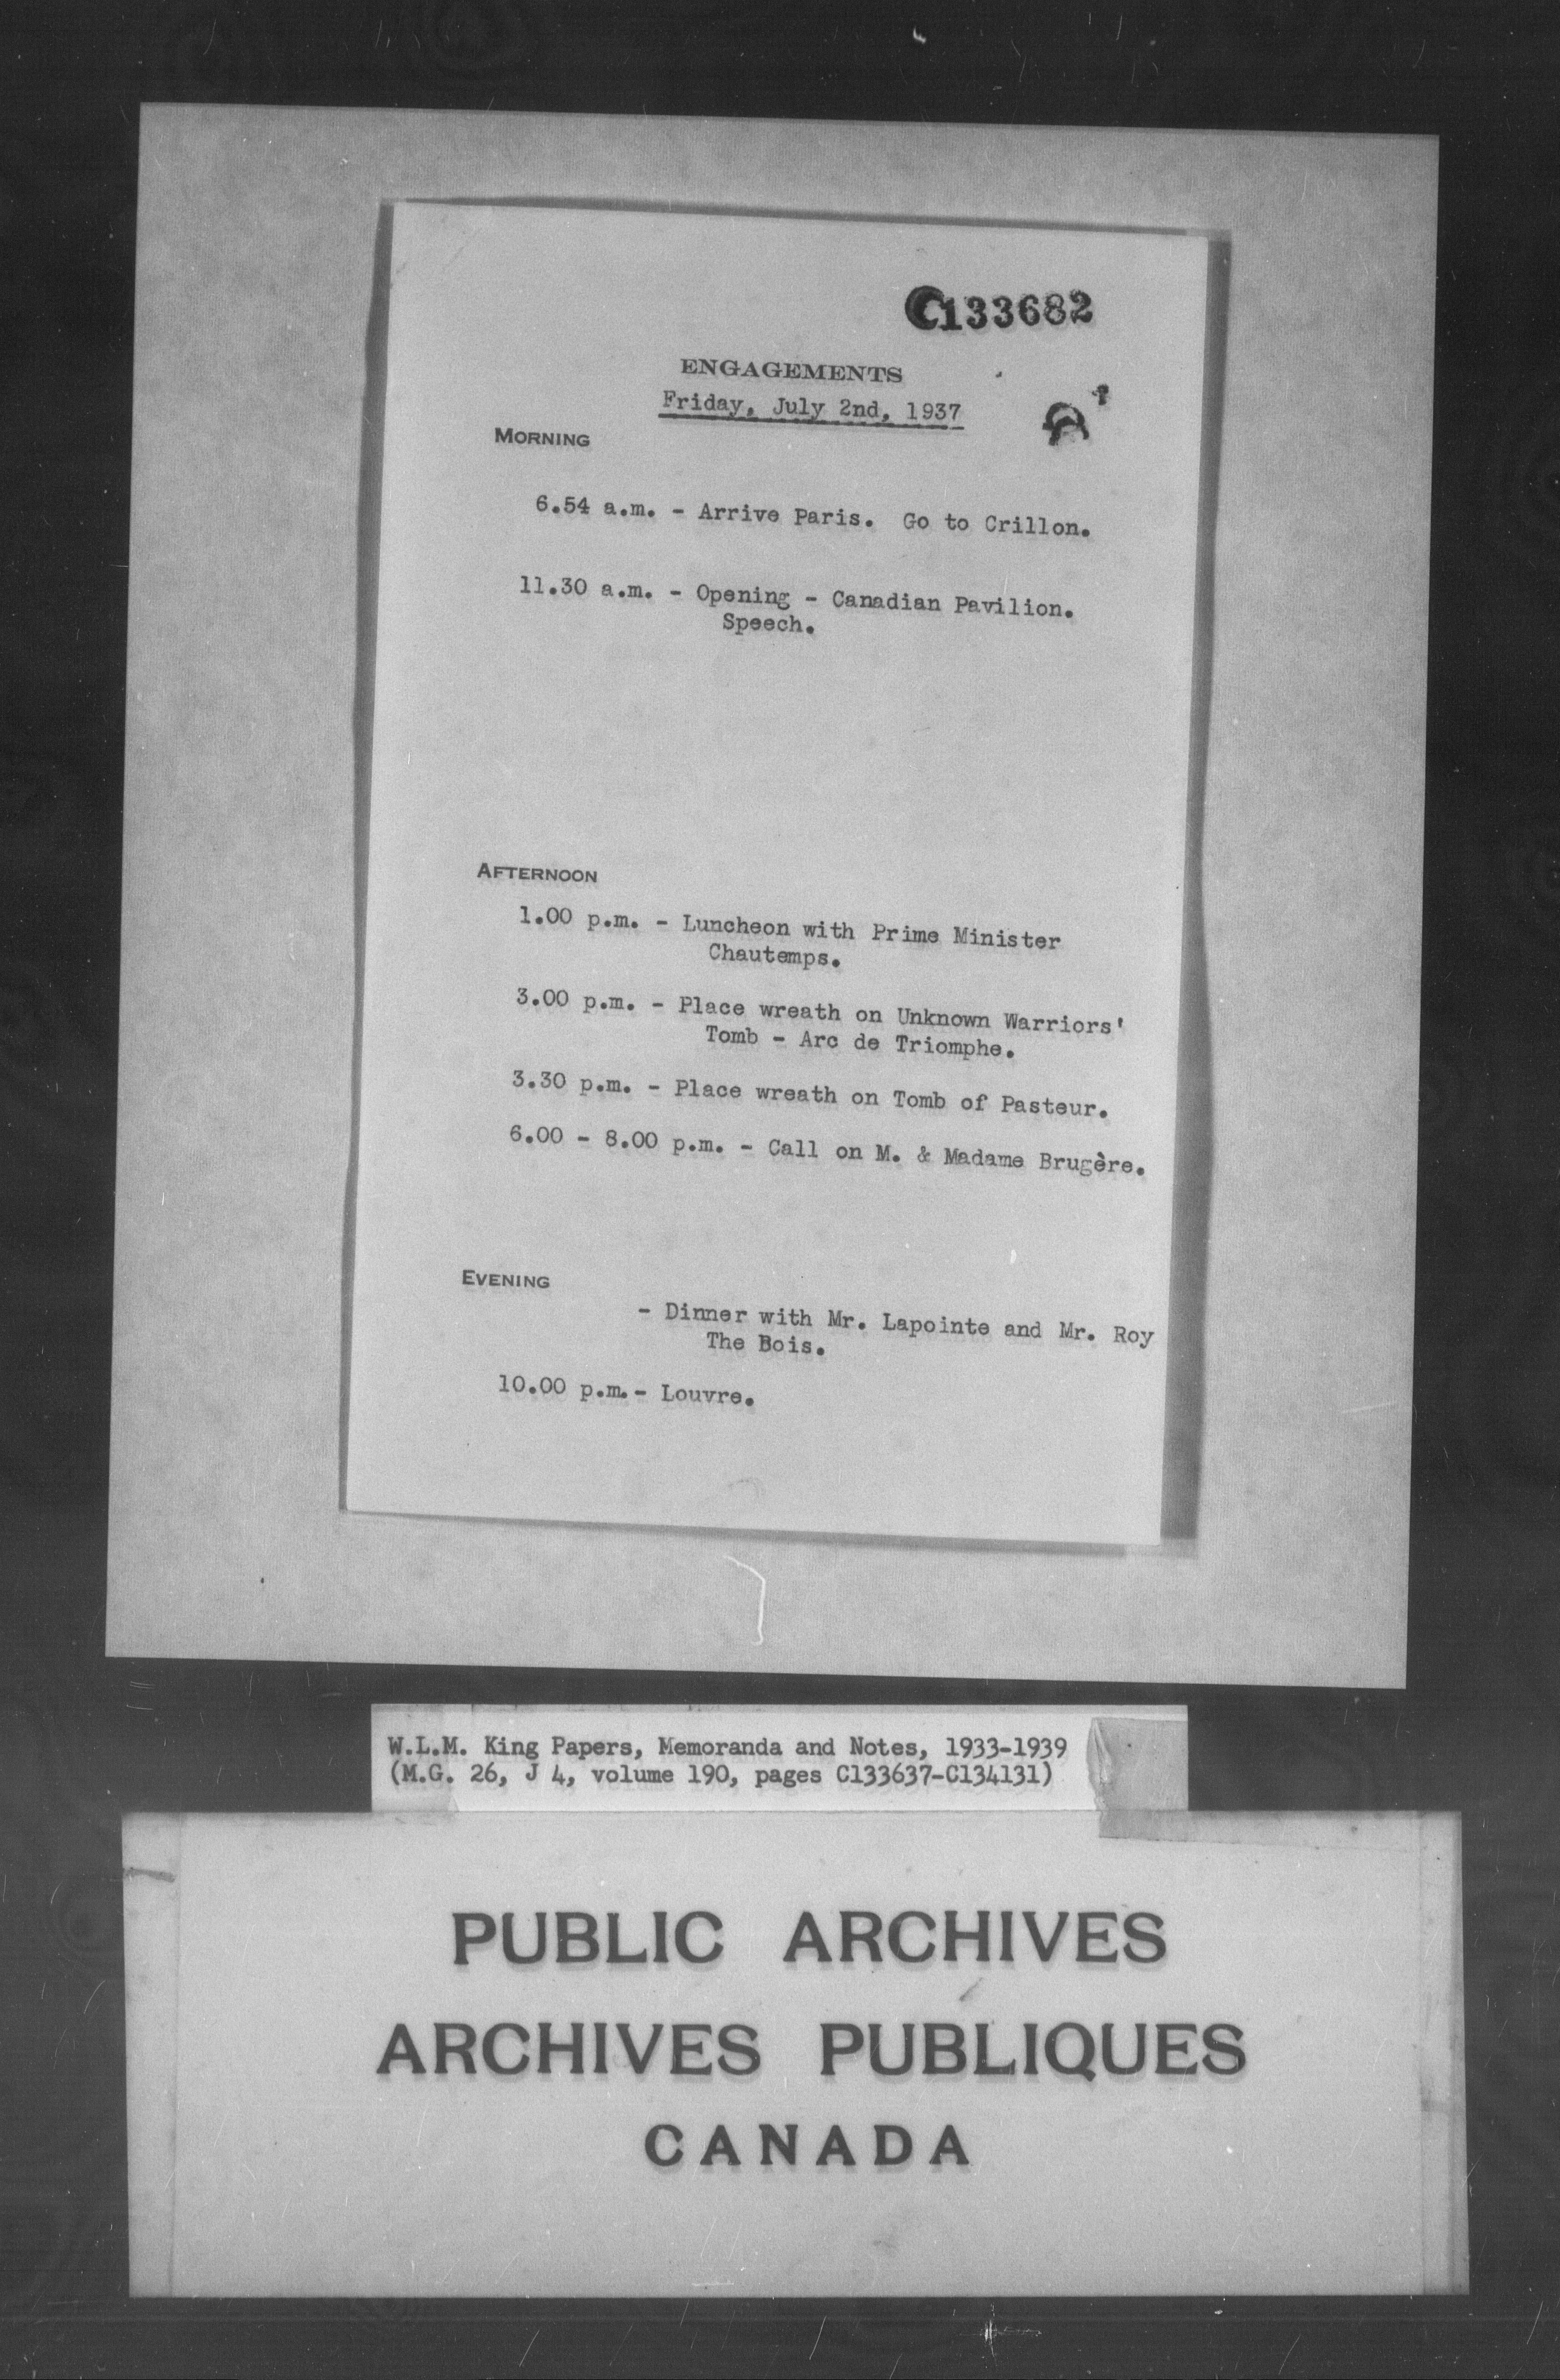 C133682
ENGAGEMENTS
Friday, July 2nd, 1937
MORNING
6.54 a.m. - Arrive Paris. Go to Crillon.
11.30 a.m. - Opening - Canadian Pavilion.
Speech.
AFTERNOON
1.00 p.m. - Luncheon with Prime Minister
Chautemps.
3.00 p.m. - Place wreath on Unknown Warriors'
Tomb - Arc de Triomphe.
3.30 p.m. - Place wreath on Tomb of Pasteur.
6.00 - 8.00 p.m. - Call on M. & Madame Brugère.
EVENING
- Dinner with Mr. Lapointe and Mr. Roy
The Bois.
10.00 p.m. - Louvre.
W.L.M. King Papers, Memoranda and Notes, 1933-1939
(M.G. 26, J 4, volume 190, pages C133637-C134131)
PUBLIC ARCHIVES
ARCHIVES PUBLIQUES
CANADA